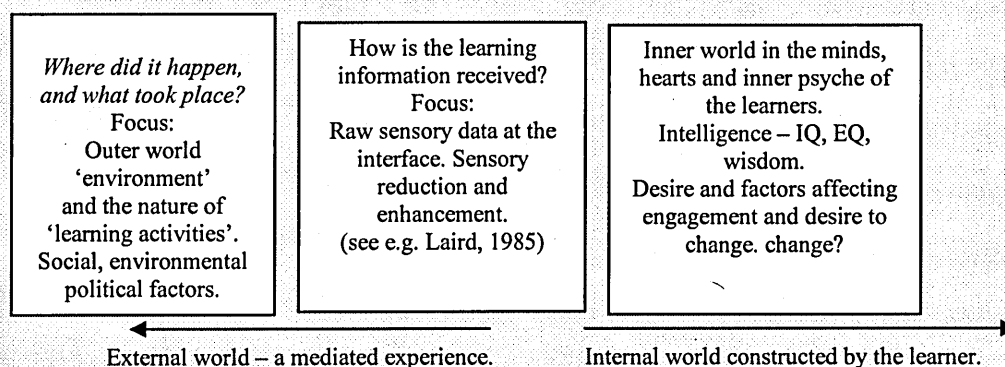 Where did it happen,
and what took place?
Focus:
Outer world
‘environment’
and the nature of
‘learning activities’.
Social, environmental
political factors.
How is the learning
information received?
Focus:
Raw sensory data at the
interface. Sensory
reduction and
enhancement.
(see e.g. Laird, 1985)
Inner world in the minds,
hearts and inner psyche of
the learners.
Intelligence – IQ, EQ,
wisdom.
Desire and factors affecting
engagement and desire to
change. change?
External world – a mediated experience.
Internal world constructed by the learner.